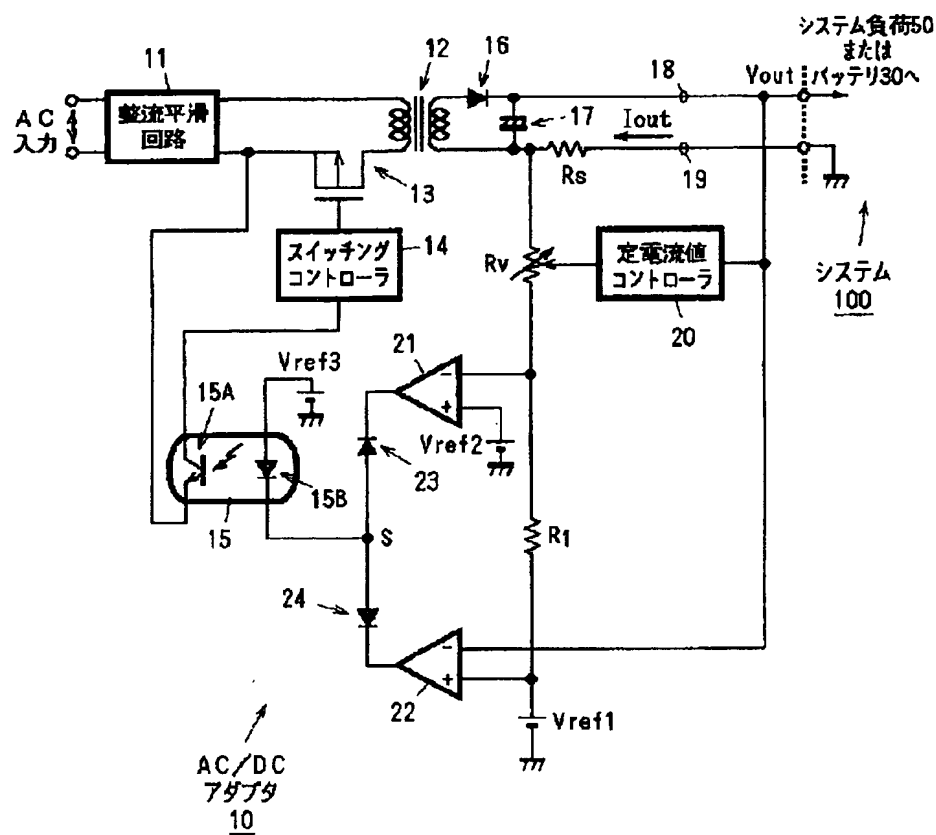 システム負荷50
または
バッテリ30へ
Vout
11
12
16
18
AC
入力
整流平滑
回路
17
Iout
Rs
19
13
スイッチング
コントローラ
14
Rv
定電流値
コントローラ
20
システム
100
21
Vref3
15A
-
+
Vref2
23
15B
15
S
R1
24
-
+
22
Vref1
AC/DC
アダプタ
10